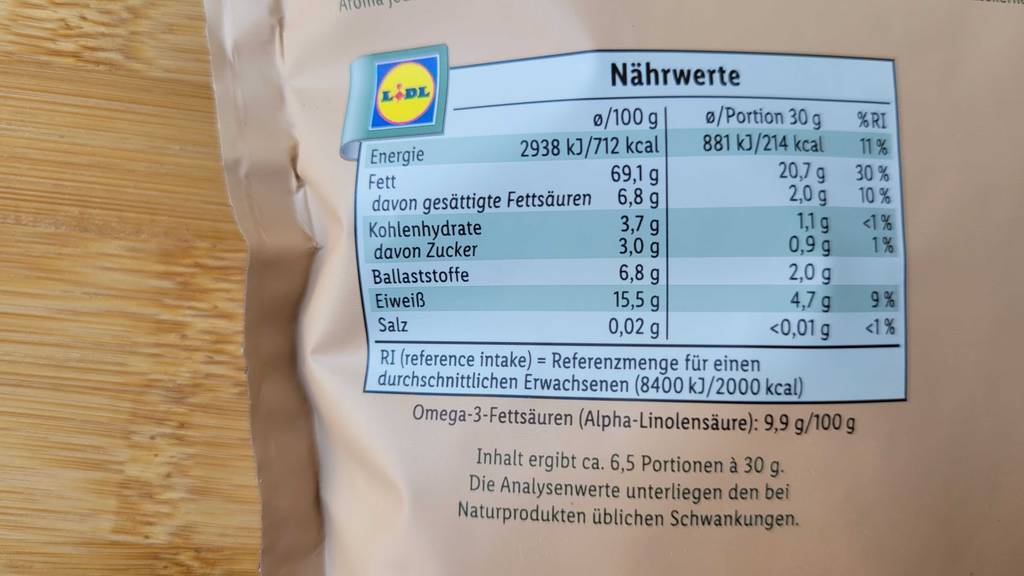 Aroma
LIDL
Nährwerte
ø/100 g ø/Portion 30 g %RI
Energie 2938 kJ/712 kcal 881 kJ/214 kcal 11 %
Fett 69,1 g 20,7 g 30 %
davon gesättigte Fettsäuren 6,8 g 2,0 g 10 %
Kohlenhydrate 3,7 g 1,1 g <1 %
davon Zucker 3,0 g 0,9 g 1 %
Ballaststoffe 6,8 g 2,0 g
Eiweiß 15,5 g 4,7 g 9 %
Salz 0,02 g <0,01 g <1 %
RI (reference intake) = Referenzmenge für einen
durchschnittlichen Erwachsenen (8400 kJ/2000 kcal)
Omega-3-Fettsäuren (Alpha-Linolensäure): 9,9 g/100 g
Inhalt ergibt ca. 6,5 Portionen à 30 g.
Die Analysenwerte unterliegen den bei
Naturprodukten üblichen Schwankungen.